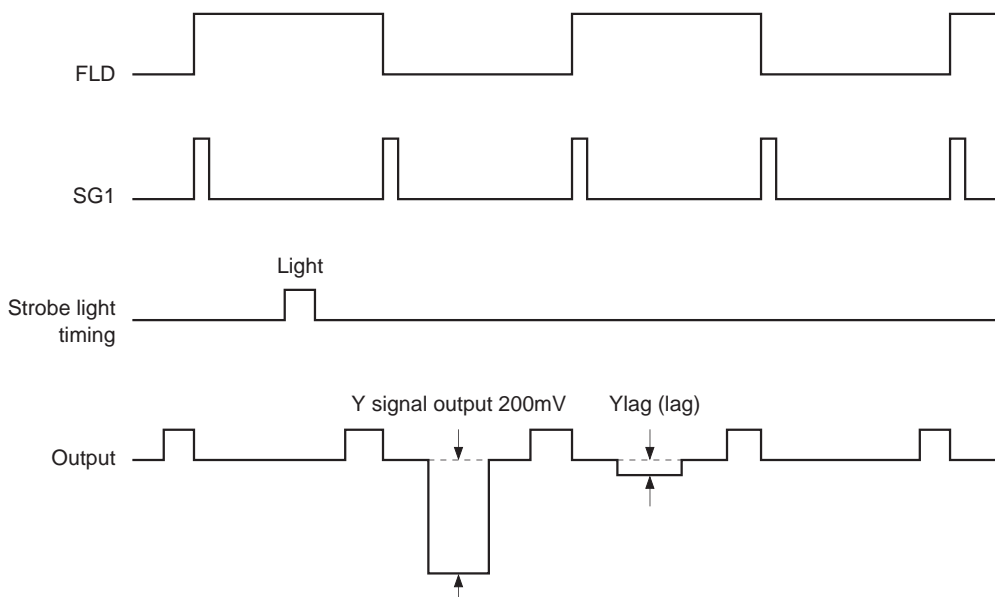 FLD
SG1
Light
Strobe light
timing
Y signal output 200mV
Ylag (lag)
Output